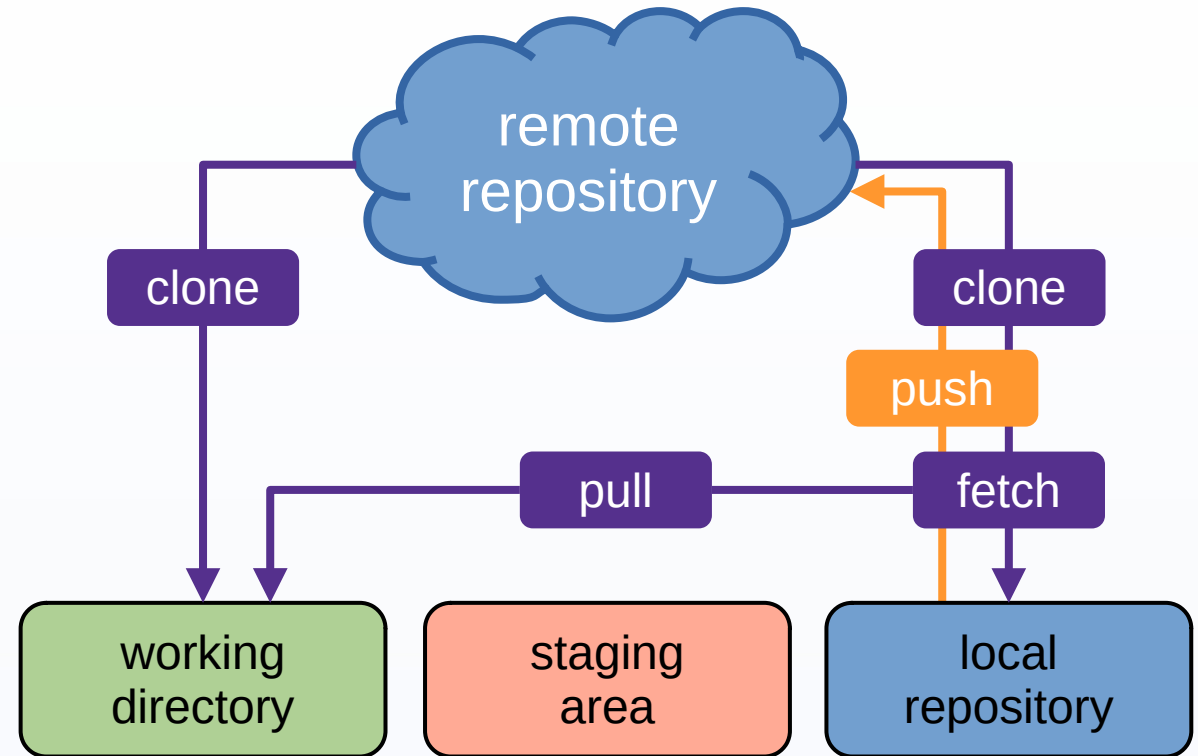 remote
repository
clone
clone
push
pull
fetch
working
directory
staging
area
local
repository